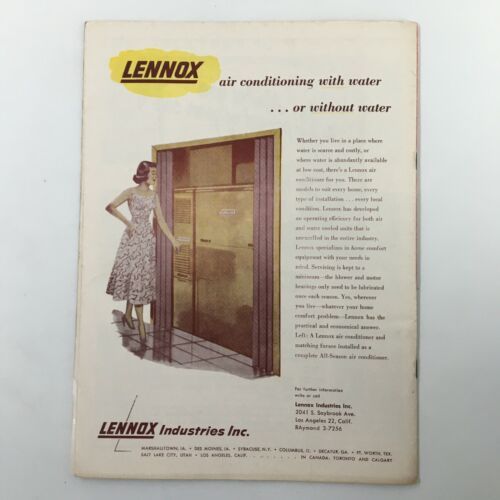 LENNOX
air conditioning with water
. . . or without water
Whether you live in a place where
water is scarce and costly, or
where water is abundantly available
at low cost, there's a Lennox air
conditioner for you. There are
models to suit every home, every
type of installation . . . every local
condition. Lennox has developed
an operating efficiency for both air
and water cooled units that is
unexcelled in the entire industry.
Lennox specializes in home comfort
equipment with your needs in
mind. Servicing is kept to a
minimum—the blower and motor
bearings only need to be lubricated
once each season. Yes, wherever
you live—whatever your home
comfort problem—Lennox has the
practical and economical answer.
Left: A Lennox air conditioner and
matching furnace installed as a
complete All-Season air conditioner.
For further information
write or call
Lennox Industries Inc.
3041 S. Saybrook Ave.
Los Angeles 22, Calif.
RAymond 3-7256
LENNOX Industries Inc.
MARSHALLTOWN, IA. • DES MOINES, IA. • SYRACUSE, N.Y. • COLUMBUS, O. • DECATUR, GA. • FT. WORTH, TEX.
SALT LAKE CITY, UTAH • LOS ANGELES, CALIF. . . . . . . . IN CANADA: TORONTO AND CALGARY